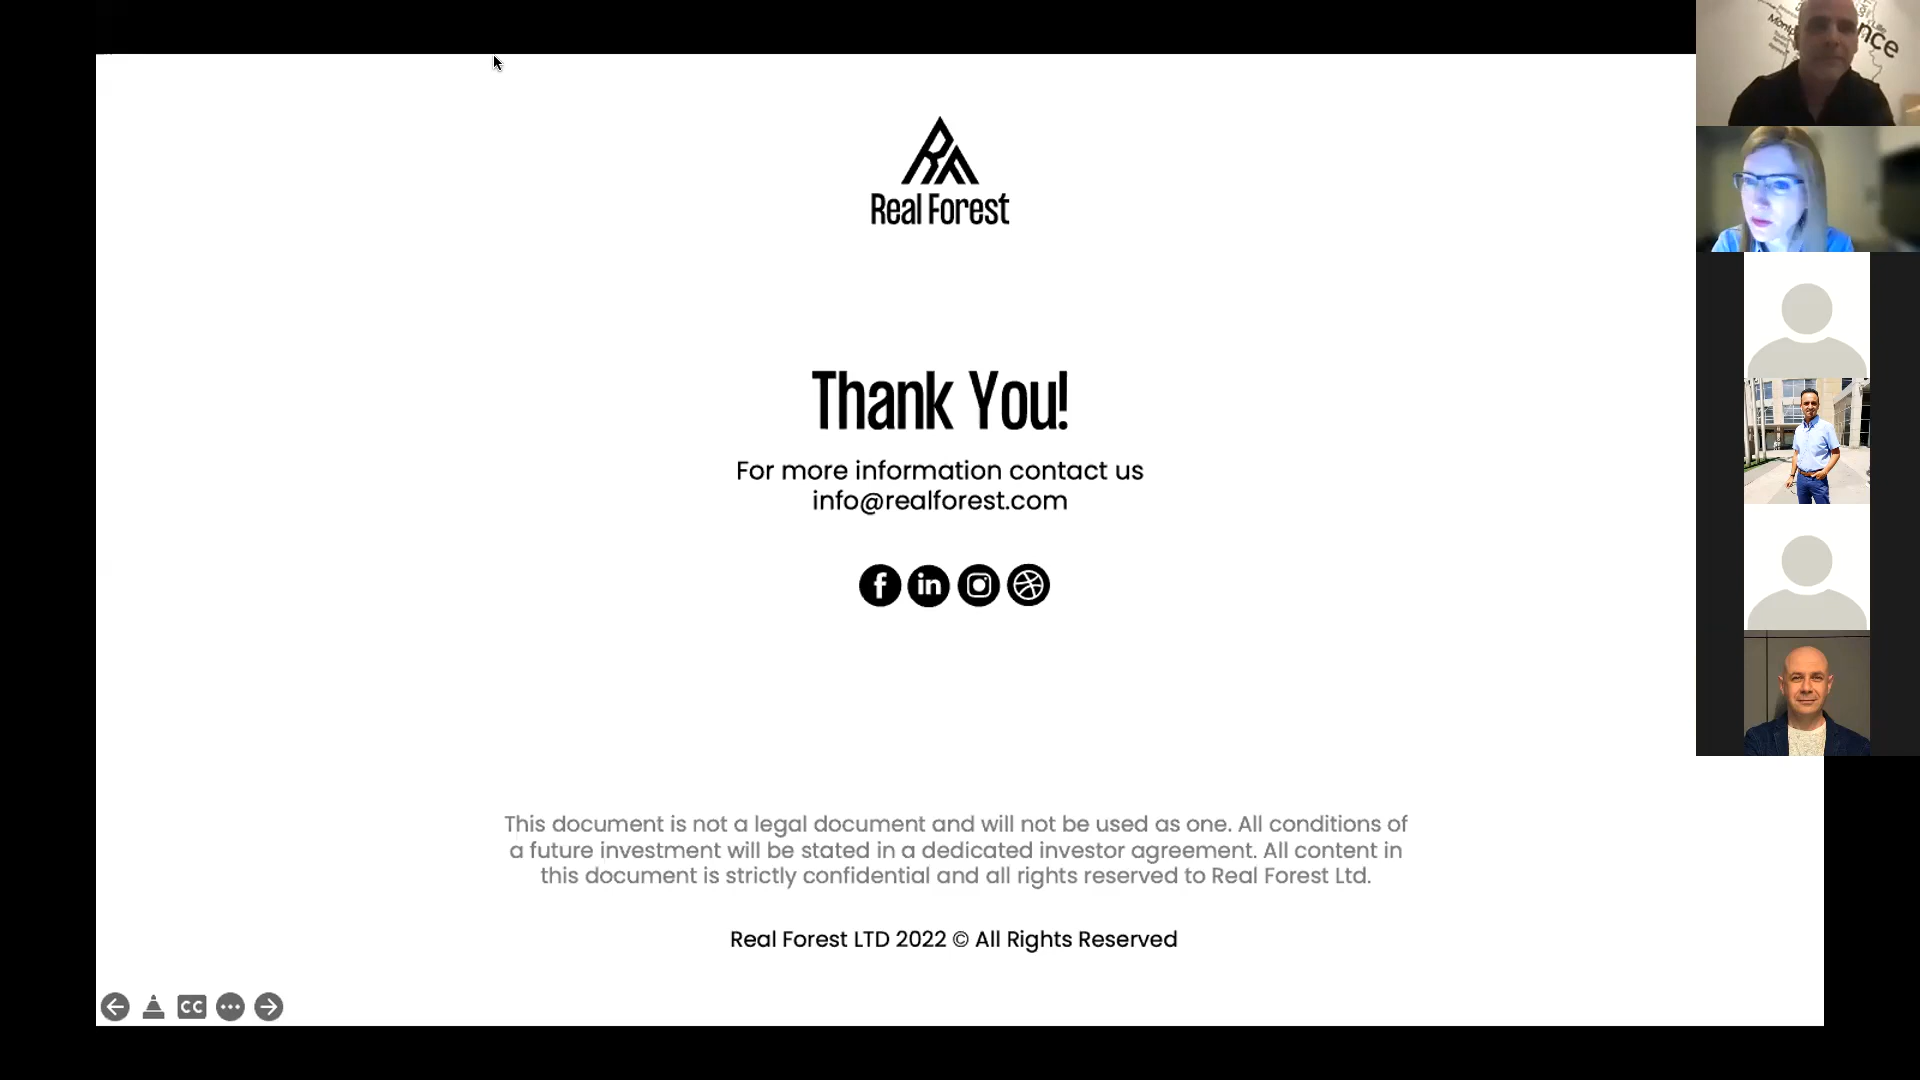 Real Forest
Thank You!
For more information contact us
info@realforest.com
This document is not a legal document and will not be used as one. All conditions of
a future investment will be stated in a dedicated investor agreement. All content in
this document is strictly confidential and all rights reserved to Real Forest Ltd.
Real Forest LTD 2022 © All Rights Reserved
CC